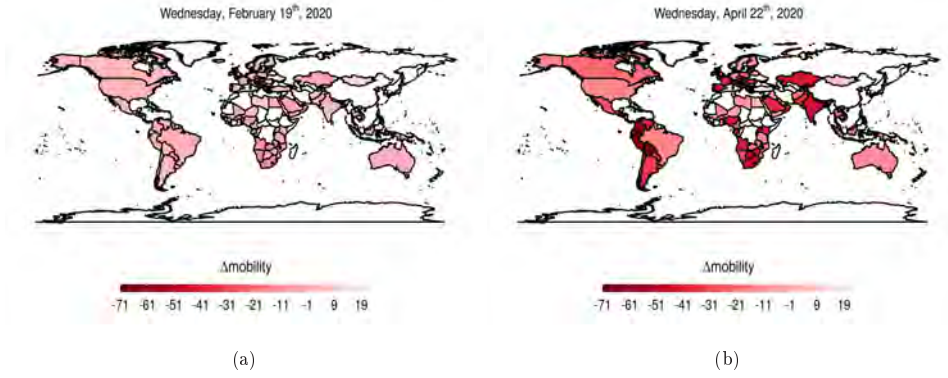 Wednesday, February 19th, 2020
Wednesday, April 22th, 2020
Δmobility
-71 -61 -51 -41 -31 -21 -11 -1 9 19
Δmobility
-71 -61 -51 -41 -31 -21 -11 -1 9 19
(a)
(b)